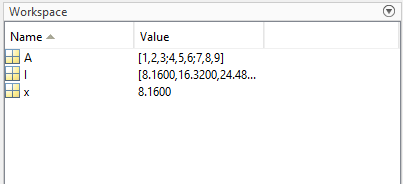 Workspace
Name Value
A [1,2,3;4,5,6;7,8,9]
l [8.1600,16.3200,24.48...
x 8.1600